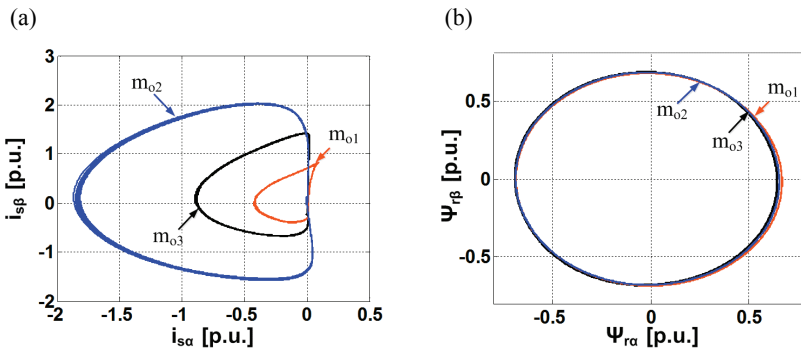 (a)
3
2
1
0
-1
-2
-2
-1.5
-1
-0.5
0
0.5
i_sβ [p.u.]
i_sα [p.u.]
m_o2
m_o1
m_o3
(b)
0.5
0
-0.5
-0.5
0
0.5
Ψ_rβ [p.u.]
Ψ_rα [p.u.]
m_o2
m_o1
m_o3